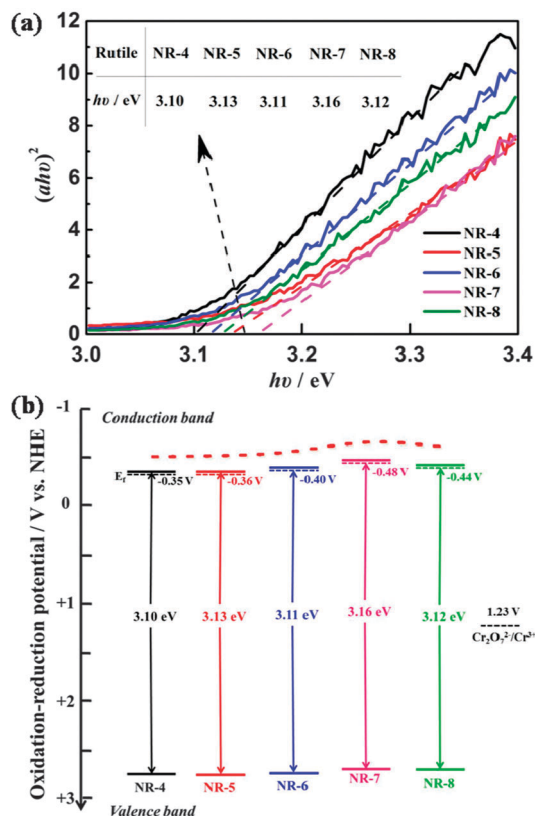 (a)
Rutile NR-4 NR-5 NR-6 NR-7 NR-8
hυ / eV 3.10 3.13 3.11 3.16 3.12
12
10
8
6
4
2
0
(ahυ)²
NR-4
NR-5
NR-6
NR-7
NR-8
3.0 3.1 3.2 3.3 3.4
hυ / eV
(b)
-1
0
+1
+2
+3
Oxidation-reduction potential / V vs. NHE
Conduction band
E_f -0.35 V -0.36 V -0.40 V -0.48 V -0.44 V
3.10 eV 3.13 eV 3.11 eV 3.16 eV 3.12 eV
1.23 V
Cr₂O₇²⁻/Cr³⁺
NR-4 NR-5 NR-6 NR-7 NR-8
Valence band